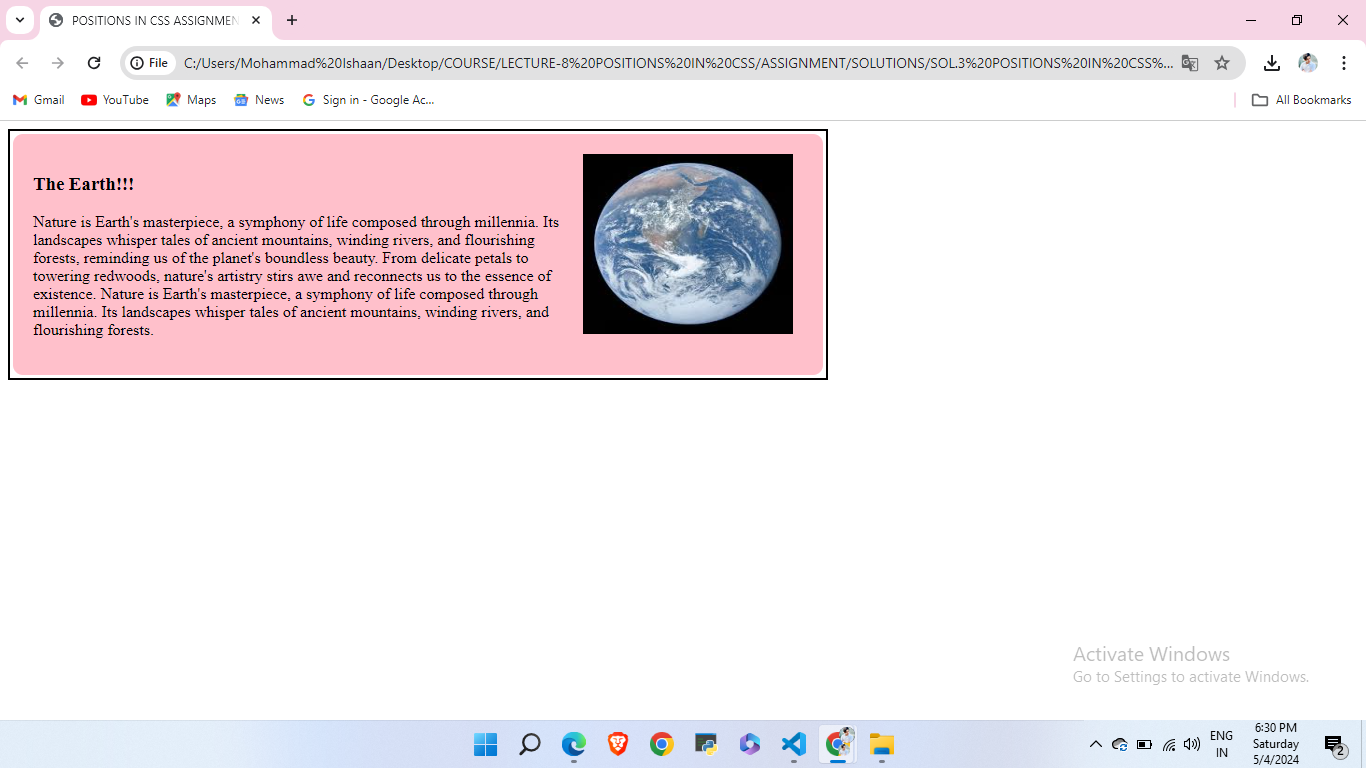 POSITIONS IN CSS ASSIGNMEN
File
C:/Users/Mohammad%20Ishaan/Desktop/COURSE/LECTURE-8%20POSITIONS%20IN%20CSS/ASSIGNMENT/SOLUTIONS/SOL.3%20POSITIONS%20IN%20CSS%...
Gmail
YouTube
Maps
News
Sign in - Google Ac...
All Bookmarks
The Earth!!!
Nature is Earth's masterpiece, a symphony of life composed through millennia. Its
landscapes whisper tales of ancient mountains, winding rivers, and flourishing
forests, reminding us of the planet's boundless beauty. From delicate petals to
towering redwoods, nature's artistry stirs awe and reconnects us to the essence of
existence. Nature is Earth's masterpiece, a symphony of life composed through
millennia. Its landscapes whisper tales of ancient mountains, winding rivers, and
flourishing forests.
Activate Windows
Go to Settings to activate Windows.
ENG
IN
6:30 PM
Saturday
5/4/2024
2